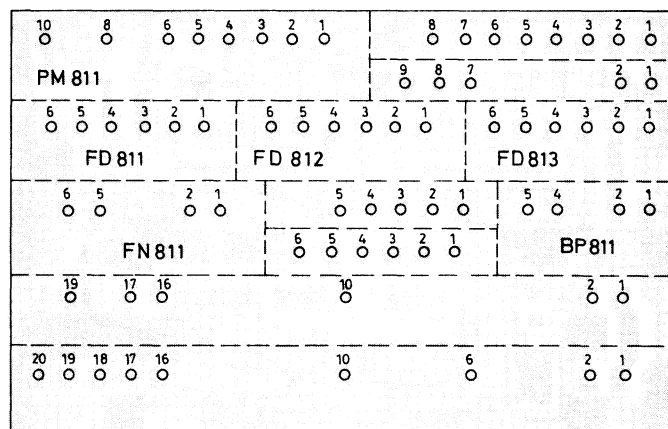 10 8 6 5 4 3 2 1 8 7 6 5 4 3 2 1
PM 811 9 8 7 2 1
6 5 4 3 2 1 6 5 4 3 2 1 6 5 4 3 2 1
FD 811 FD 812 FD 813
6 5 2 1 5 4 3 2 1 5 4 2 1
FN 811 6 5 4 3 2 1 BP 811
19 17 16 10 2 1
20 19 18 17 16 10 6 2 1